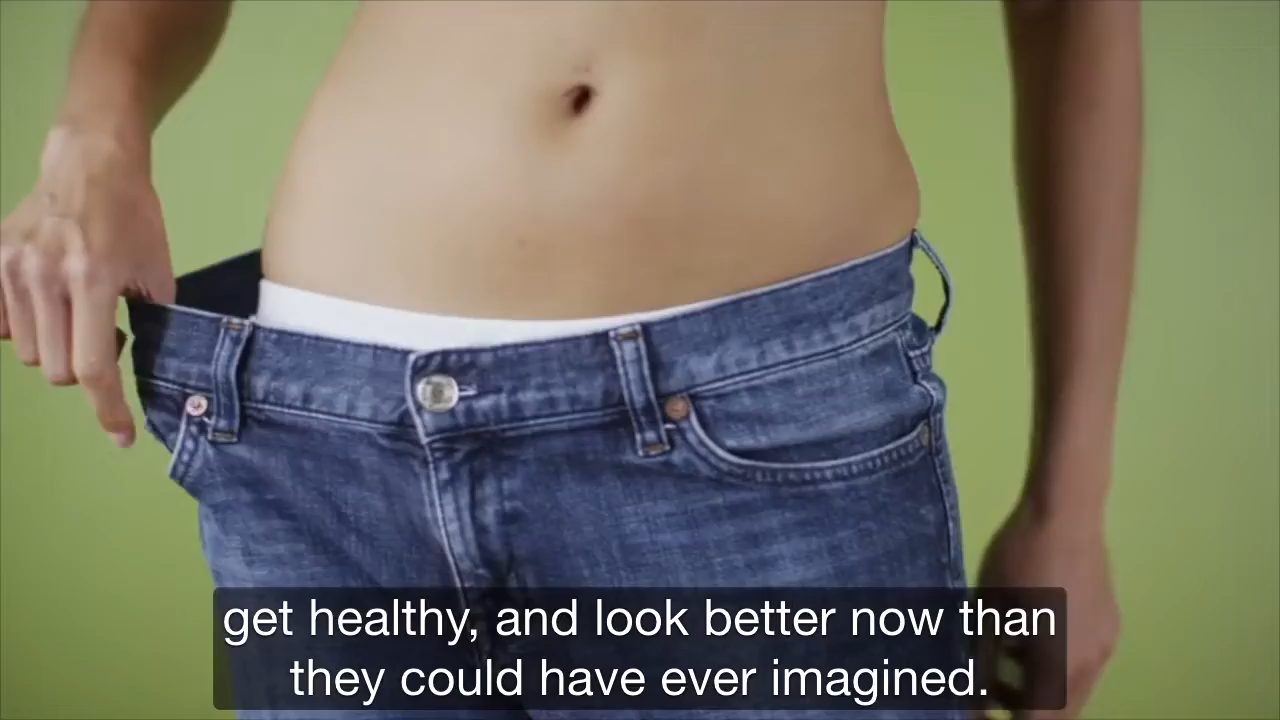 get healthy, and look better now than
they could have ever imagined.